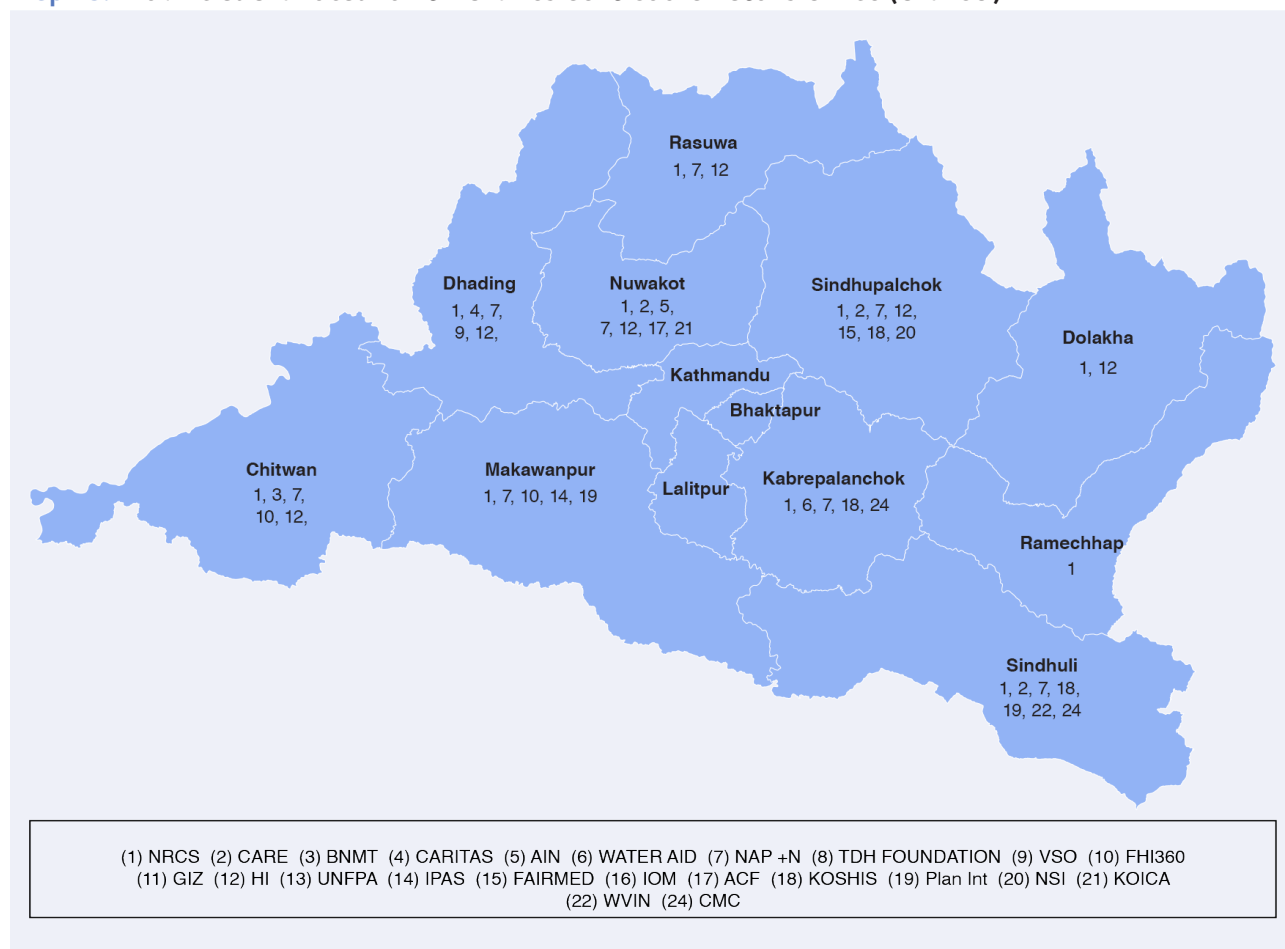 Rasuwa
1, 7, 12
Dhading
1, 4, 7,
9, 12,
Nuwakot
1, 2, 5,
7, 12, 17, 21
Sindhupalchok
1, 2, 7, 12,
15, 18, 20
Dolakha
1, 12
Kathmandu
Bhaktapur
Chitwan
1, 3, 7,
10, 12,
Makawanpur
1, 7, 10, 14, 19
Lalitpur
Kabrepalanchok
1, 6, 7, 18, 24
Ramechhap
1
Sindhuli
1, 2, 7, 18,
19, 22, 24
(1) NRCS (2) CARE (3) BNMT (4) CARITAS (5) AIN (6) WATER AID (7) NAP +N (8) TDH FOUNDATION (9) VSO (10) FHI360
(11) GIZ (12) HI (13) UNFPA (14) IPAS (15) FAIRMED (16) IOM (17) ACF (18) KOSHIS (19) Plan Int (20) NSI (21) KOICA
(22) WVIN (24) CMC